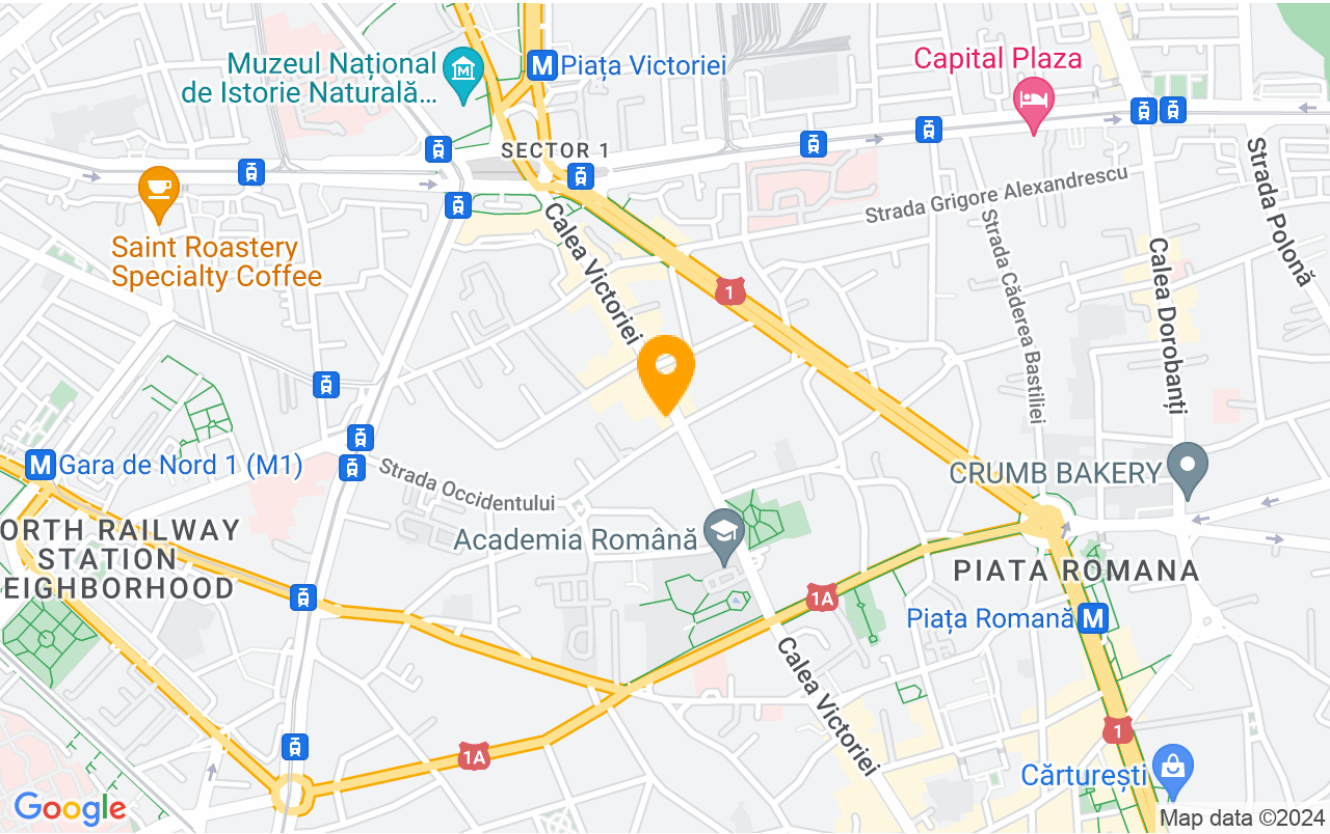 Muzeul Național
de Istorie Naturală...
M
Piața Victoriei
Capital Plaza
SECTOR 1
Strada Grigore Alexandrescu
Strada Polonă
Saint Roastery
Specialty Coffee
Calea Victoriei
Strada Căderea Bastiliei
Calea Dorobanți
1
M
Gara de Nord 1 (M1)
Strada Occidentului
CRUMB BAKERY
ORTH RAILWAY
STATION
EIGHBORHOOD
Academia Română
PIATA ROMANA
1A
Piața Romană
M
Calea Victoriei
1
1A
Cărturești
Google
Map data ©2024